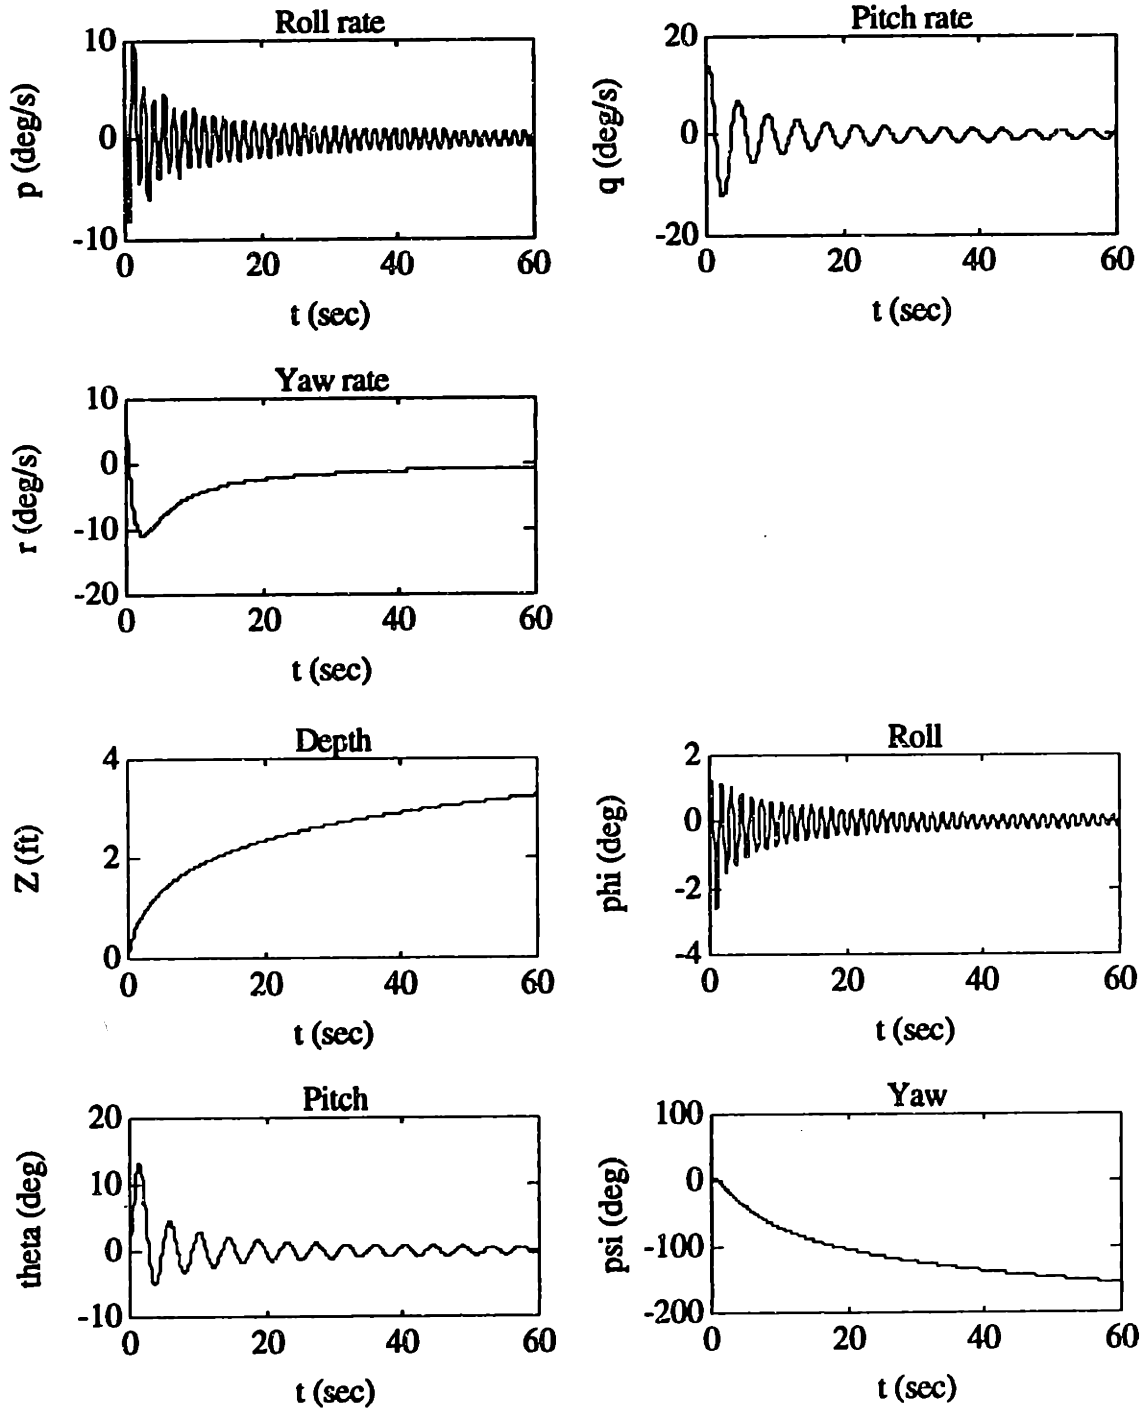 Roll rate
10
0
-10
p (deg/s)
0 20 40 60
t (sec)
Pitch rate
20
0
-20
q (deg/s)
0 20 40 60
t (sec)
Yaw rate
10
0
-10
-20
r (deg/s)
0 20 40 60
t (sec)
Depth
4
2
0
Z (ft)
0 20 40 60
t (sec)
Roll
2
0
-2
-4
phi (deg)
0 20 40 60
t (sec)
Pitch
20
10
0
-10
theta (deg)
0 20 40 60
t (sec)
Yaw
100
0
-100
-200
psi (deg)
0 20 40 60
t (sec)